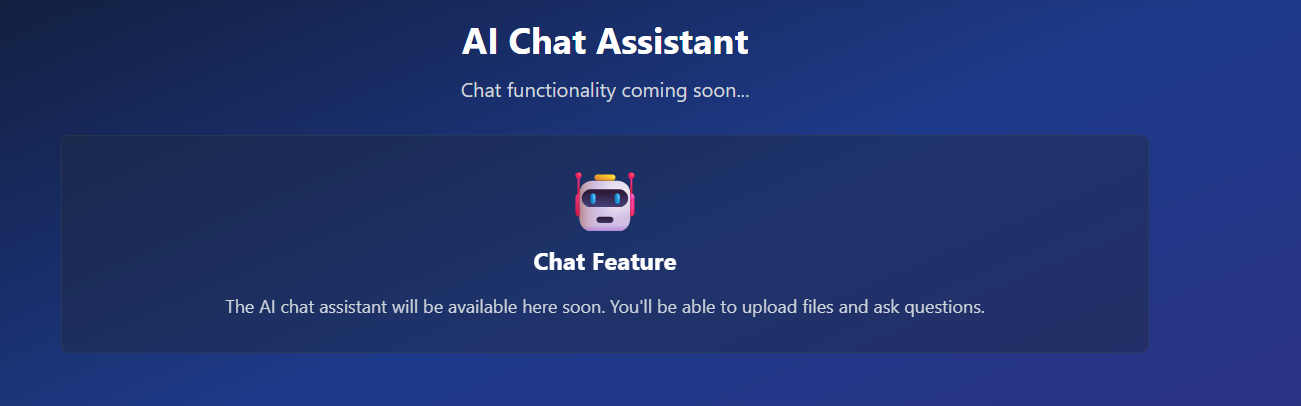 AI Chat Assistant
Chat functionality coming soon...
Chat Feature
The AI chat assistant will be available here soon. You'll be able to upload files and ask questions.